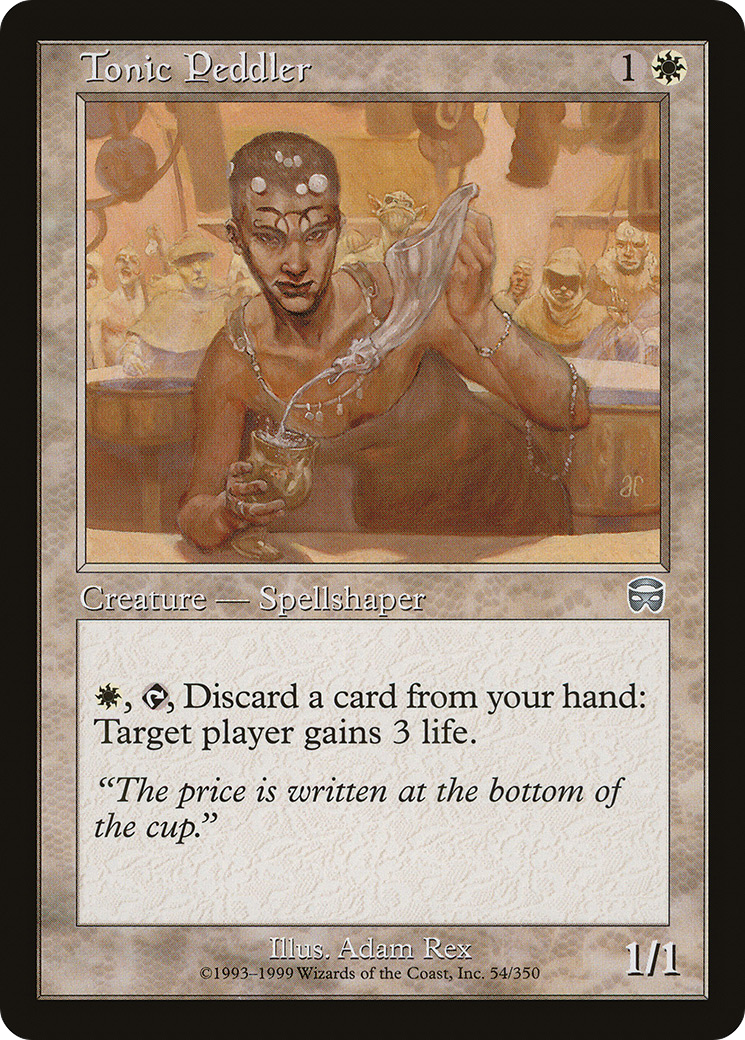 Tonic Peddler 1
ac
Creature — Spellshaper
, , Discard a card from your hand:
Target player gains 3 life.
“The price is written at the bottom of
the cup.”
Illus. Adam Rex
©1993–1999 Wizards of the Coast, Inc. 54/350
1/1